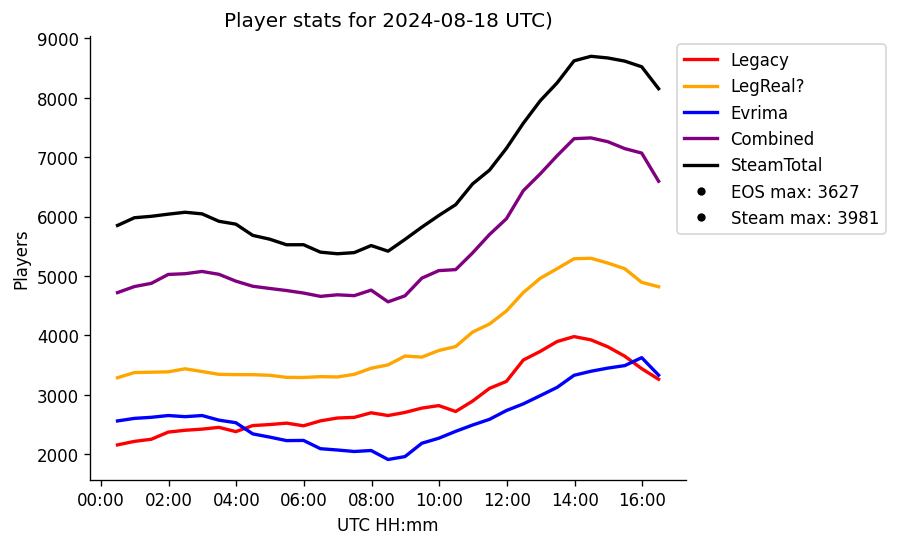 Player stats for 2024-08-18 UTC)
9000
8000
7000
6000
5000
4000
3000
2000
Players
00:00 02:00 04:00 06:00 08:00 10:00 12:00 14:00 16:00
UTC HH:mm
Legacy
LegReal?
Evrima
Combined
SteamTotal
EOS max: 3627
Steam max: 3981